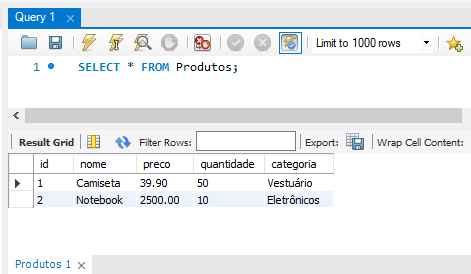 Query 1
Limit to 1000 rows
1 SELECT * FROM Produtos;
Result Grid Filter Rows: Export: Wrap Cell Content:
id nome preco quantidade categoria
1 Camiseta 39.90 50 Vestuário
2 Notebook 2500.00 10 Eletrônicos
Produtos 1